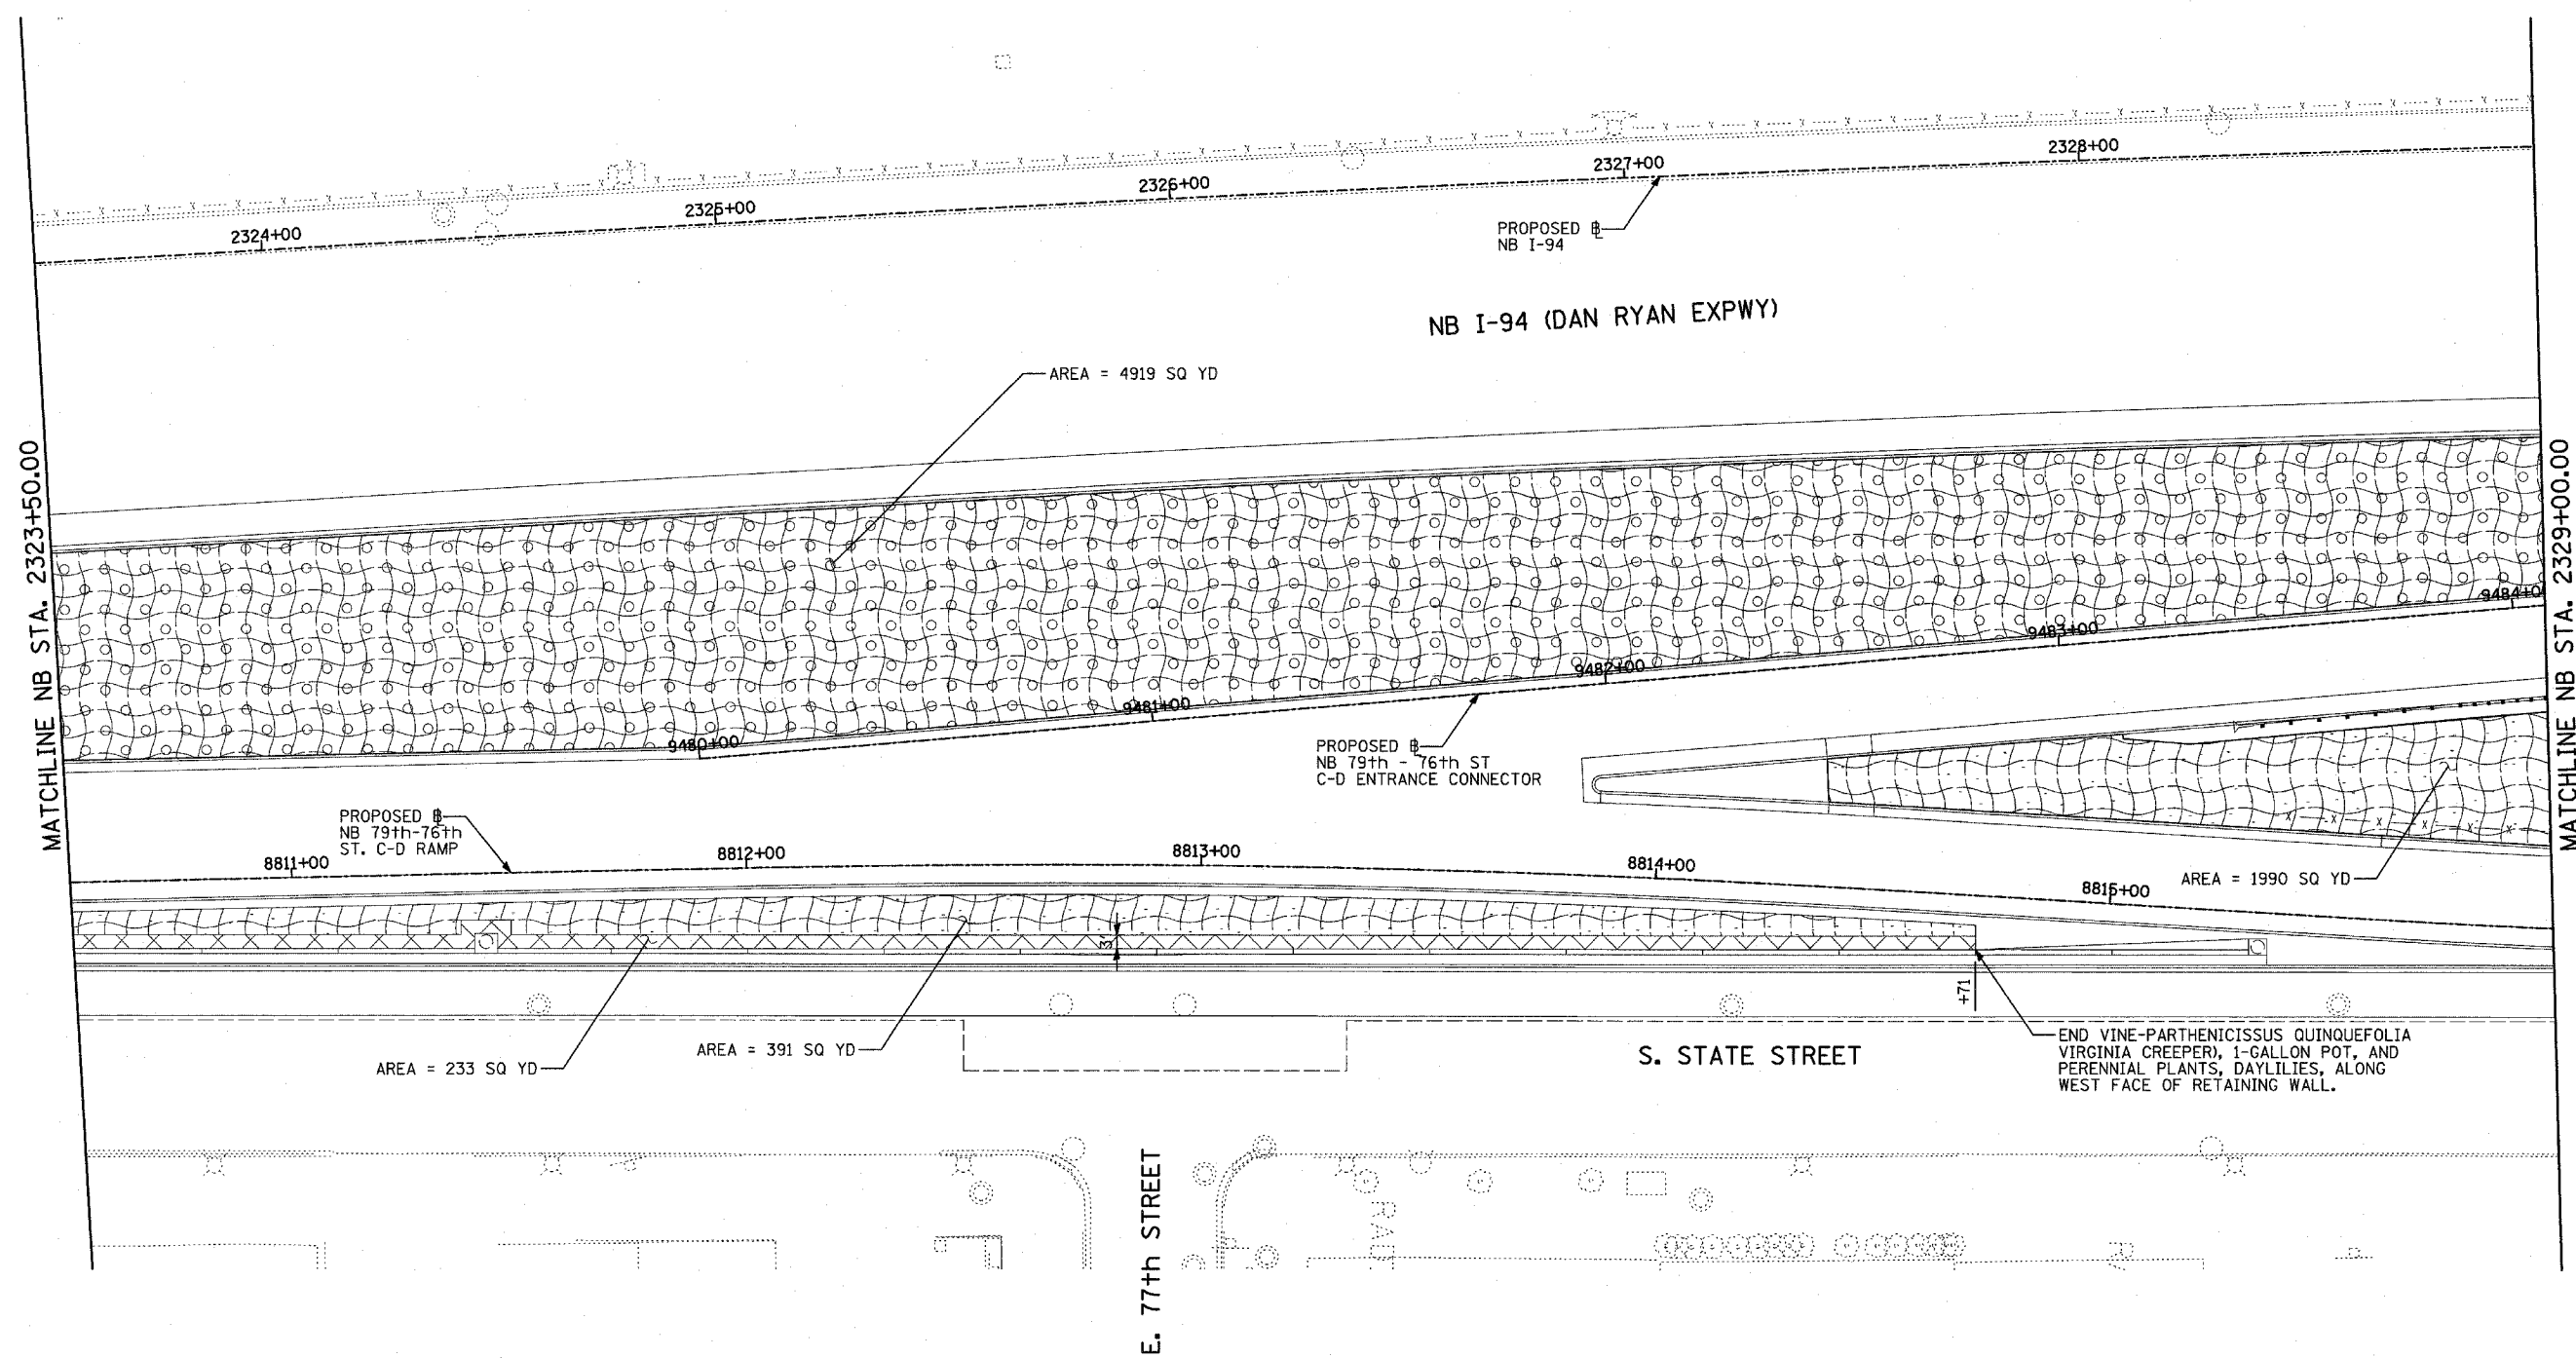 2328+00
2327+00
2326+00
2325+00
2324+00
PROPOSED ℄
NB I-94
NB I-94 (DAN RYAN EXPWY)
AREA = 4919 SQ YD
MATCHLINE NB STA. 2323+50.00
MATCHLINE NB STA. 2329+00.00
9484+0
9483+00
9482+00
9481+00
9480+00
PROPOSED ℄
NB 79th - 76th ST
C-D ENTRANCE CONNECTOR
PROPOSED ℄
NB 79th-76th
ST. C-D RAMP
8811+00
8812+00
8813+00
8814+00
8815+00
AREA = 1990 SQ YD
3'
+71
AREA = 233 SQ YD
AREA = 391 SQ YD
S. STATE STREET
END VINE-PARTHENICISSUS QUINQUEFOLIA
VIRGINIA CREEPER), 1-GALLON POT, AND
PERENNIAL PLANTS, DAYLILIES, ALONG
WEST FACE OF RETAINING WALL.
E. 77th STREET